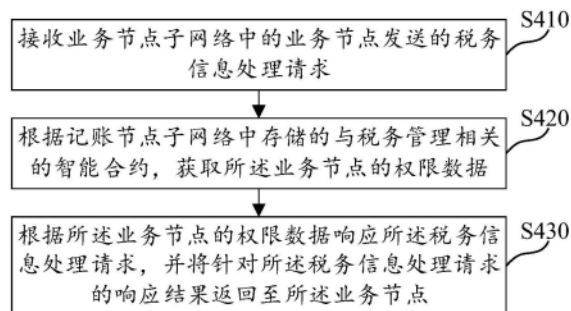 S410
接收业务节点子网络中的业务节点发送的税务
信息处理请求
S420
根据记账节点子网络中存储的与税务管理相关
的智能合约，获取所述业务节点的权限数据
S430
根据所述业务节点的权限数据响应所述税务信
息处理请求，并将针对所述税务信息处理请求
的响应结果返回至所述业务节点